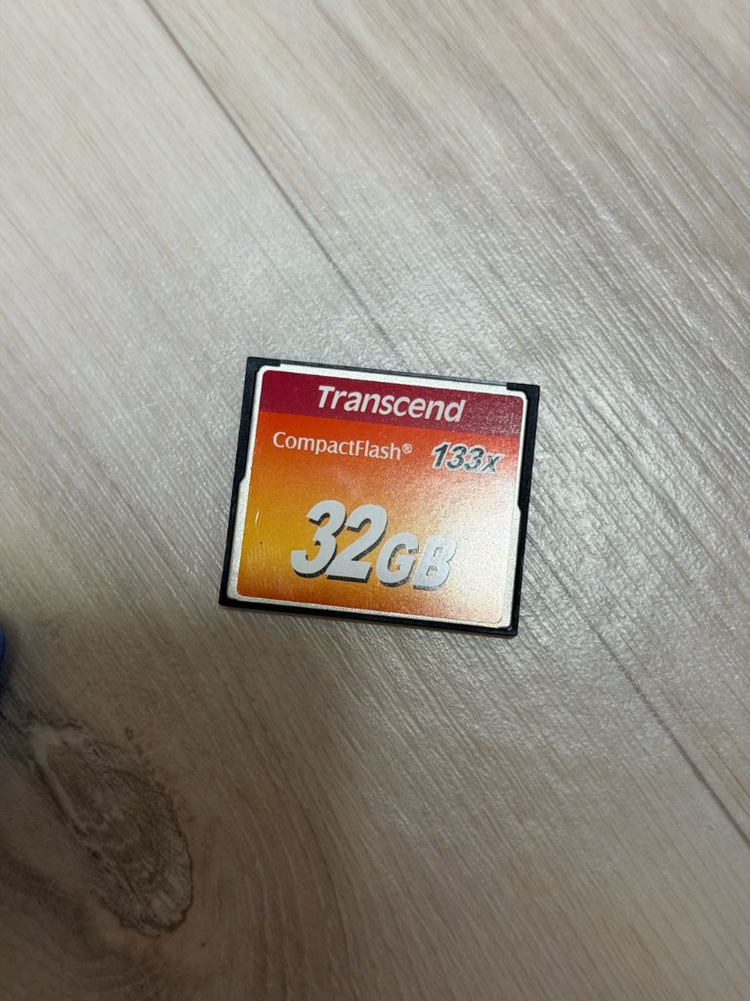 Transcend
CompactFlash® 133x
32GB